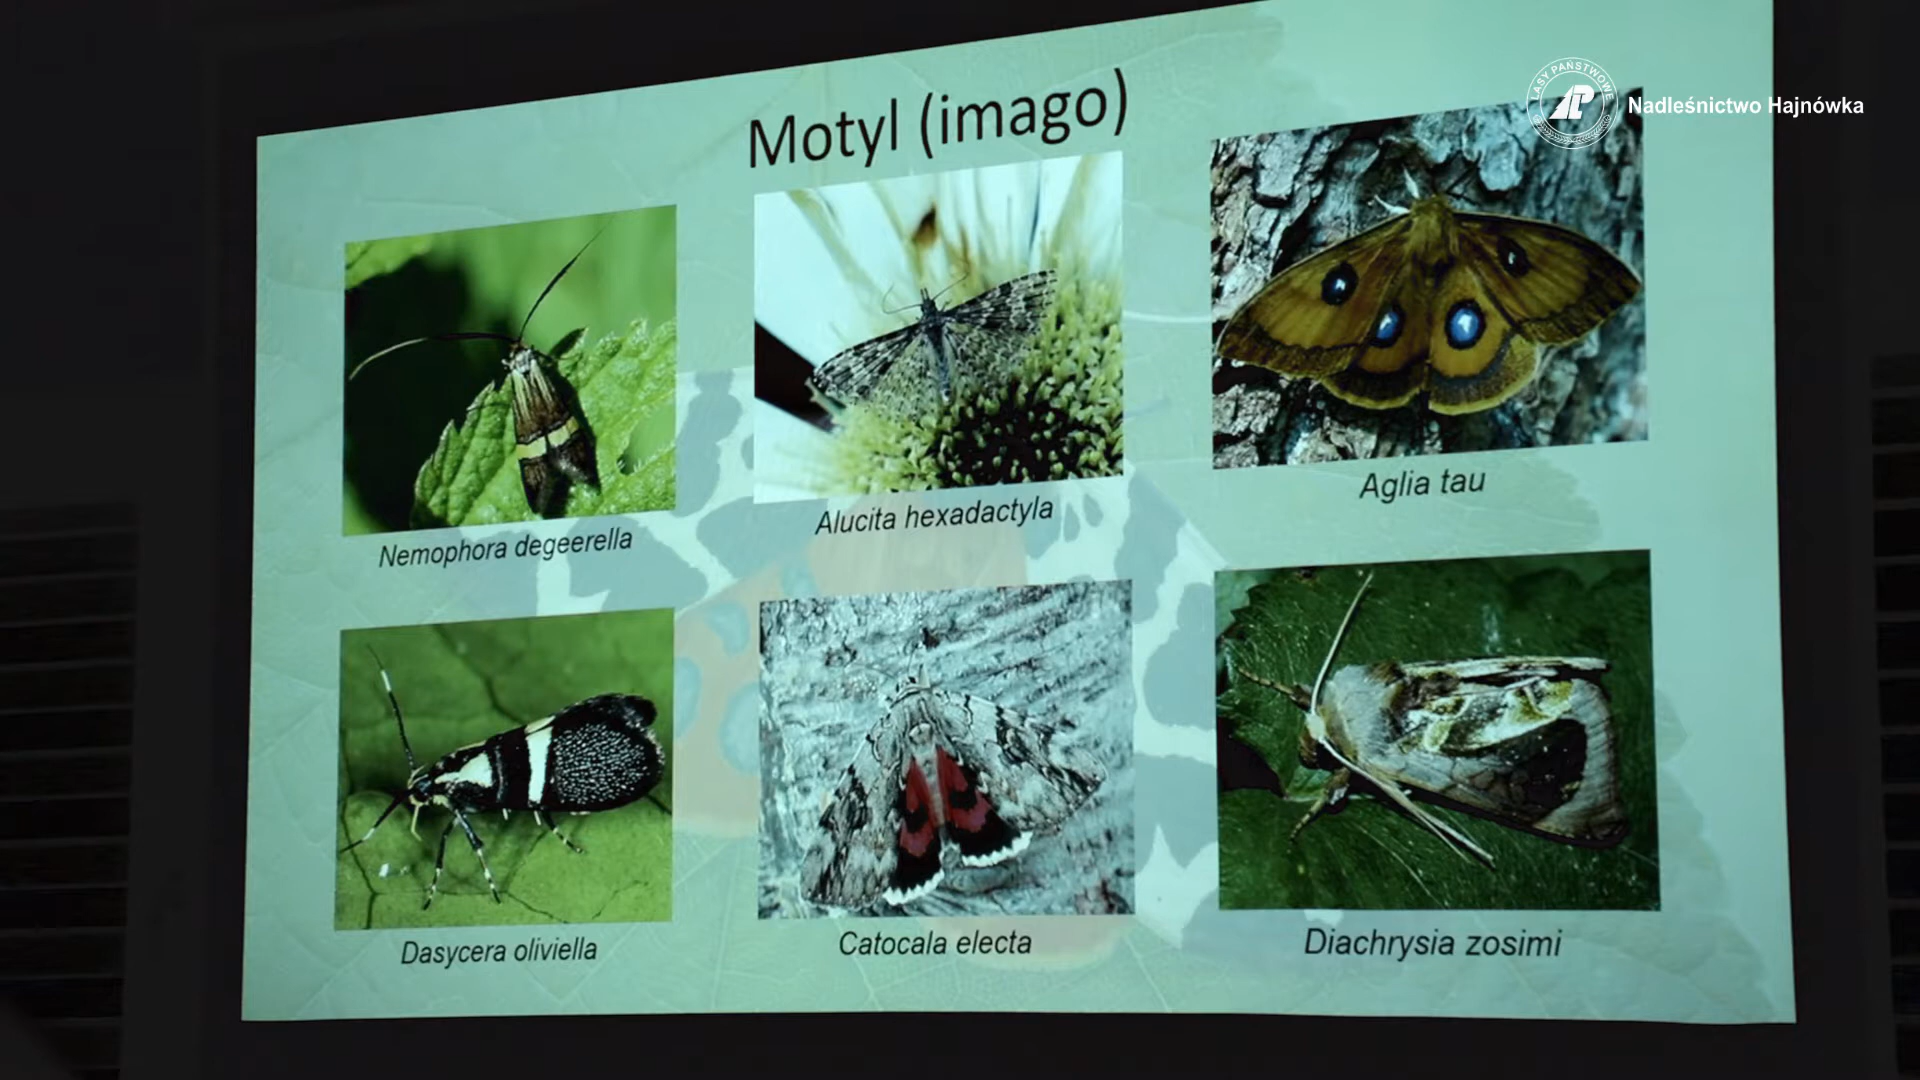 LASY PAŃSTWOWE
Nadleśnictwo Hajnówka
Motyl (imago)
Nemophora degeerella
Alucita hexadactyla
Aglia tau
Dasycera oliviella
Catocala electa
Diachrysia zosimi